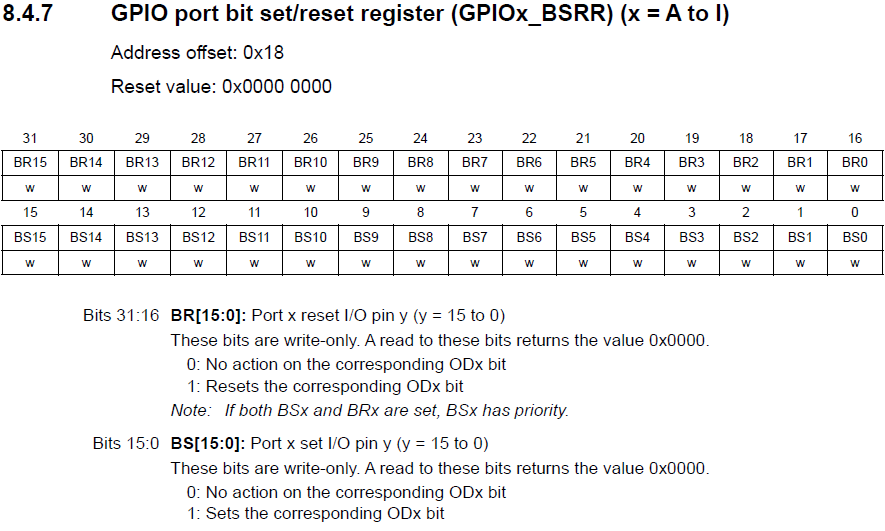 8.4.7 GPIO port bit set/reset register (GPIOx_BSRR) (x = A to I)
Address offset: 0x18
Reset value: 0x0000 0000
31 30 29 28 27 26 25 24 23 22 21 20 19 18 17 16
BR15 BR14 BR13 BR12 BR11 BR10 BR9 BR8 BR7 BR6 BR5 BR4 BR3 BR2 BR1 BR0
w w w w w w w w w w w w w w w w
15 14 13 12 11 10 9 8 7 6 5 4 3 2 1 0
BS15 BS14 BS13 BS12 BS11 BS10 BS9 BS8 BS7 BS6 BS5 BS4 BS3 BS2 BS1 BS0
w w w w w w w w w w w w w w w w
Bits 31:16 BR[15:0]: Port x reset I/O pin y (y = 15 to 0)
These bits are write-only. A read to these bits returns the value 0x0000.
0: No action on the corresponding ODx bit
1: Resets the corresponding ODx bit
Note: If both BSx and BRx are set, BSx has priority.
Bits 15:0 BS[15:0]: Port x set I/O pin y (y = 15 to 0)
These bits are write-only. A read to these bits returns the value 0x0000.
0: No action on the corresponding ODx bit
1: Sets the corresponding ODx bit